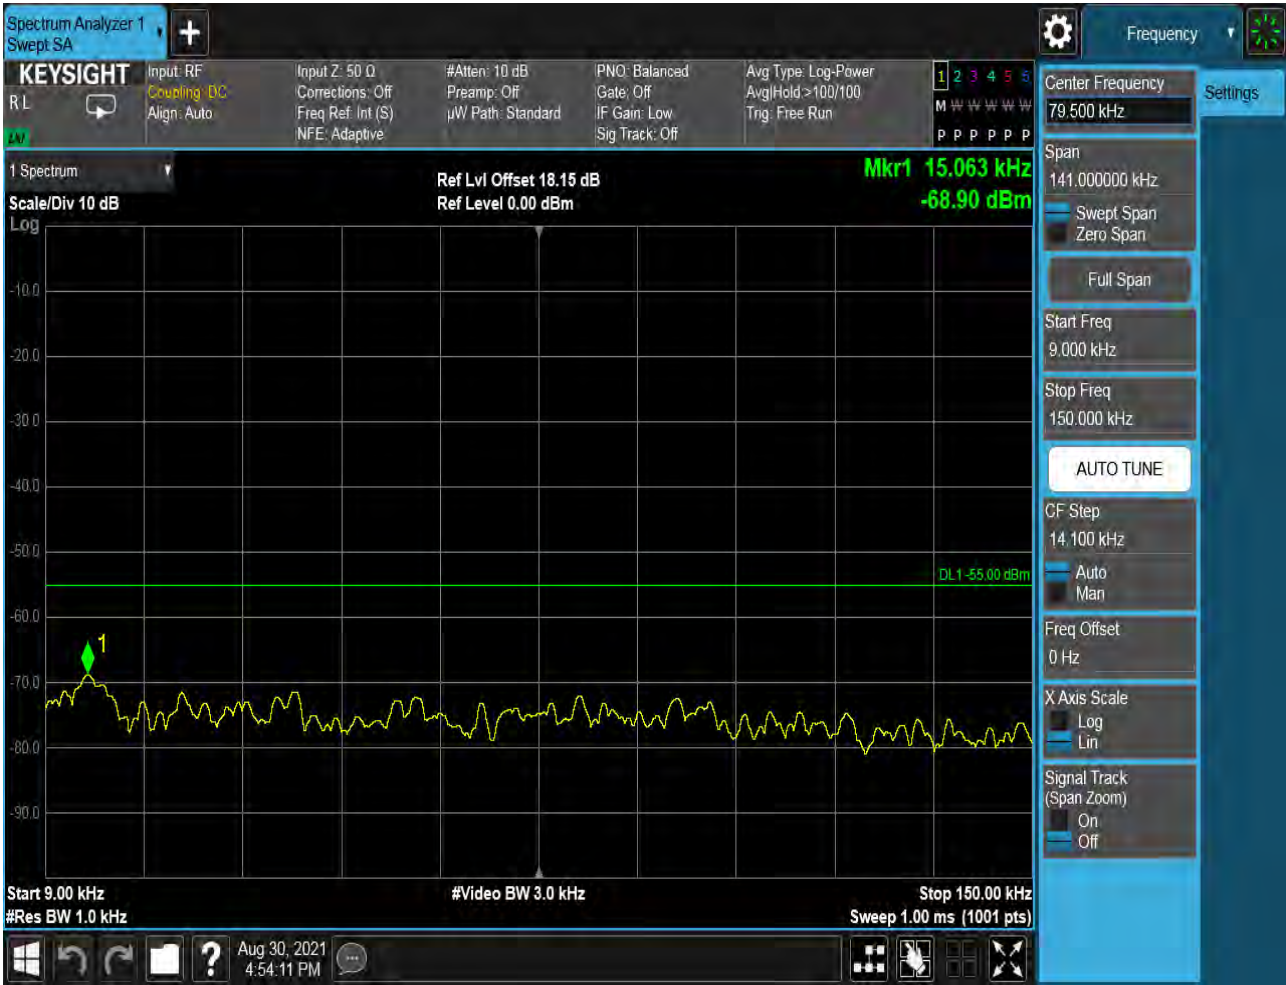 Spectrum Analyzer 1
Swept SA
Frequency
KEYSIGHT
R L
LXI
Input: RF
Coupling: DC
Align: Auto
Input Z: 50 Ω
Corrections: Off
Freq Ref: Int (S)
NFE: Adaptive
#Atten: 10 dB
Preamp: Off
µW Path: Standard
PNO: Balanced
Gate: Off
IF Gain: Low
Sig Track: Off
Avg Type: Log-Power
Avg|Hold:>100/100
Trig: Free Run
1 2 3 4 5 6
M W W W W W
P P P P P P
1 Spectrum
Scale/Div 10 dB
Log
Ref Lvl Offset 18.15 dB
Ref Level 0.00 dBm
Mkr1 15.063 kHz
-68.90 dBm
-10.0
-20.0
-30.0
-40.0
-50.0
DL1 -55.00 dBm
-60.0
1
-70.0
-80.0
-90.0
Start 9.00 kHz
#Video BW 3.0 kHz
Stop 150.00 kHz
#Res BW 1.0 kHz
Sweep 1.00 ms (1001 pts)
Aug 30, 2021
4:54:11 PM
Center Frequency
79.500 kHz
Settings
Span
141.000000 kHz
Swept Span
Zero Span
Full Span
Start Freq
9.000 kHz
Stop Freq
150.000 kHz
AUTO TUNE
CF Step
14.100 kHz
Auto
Man
Freq Offset
0 Hz
X Axis Scale
Log
Lin
Signal Track
(Span Zoom)
On
Off